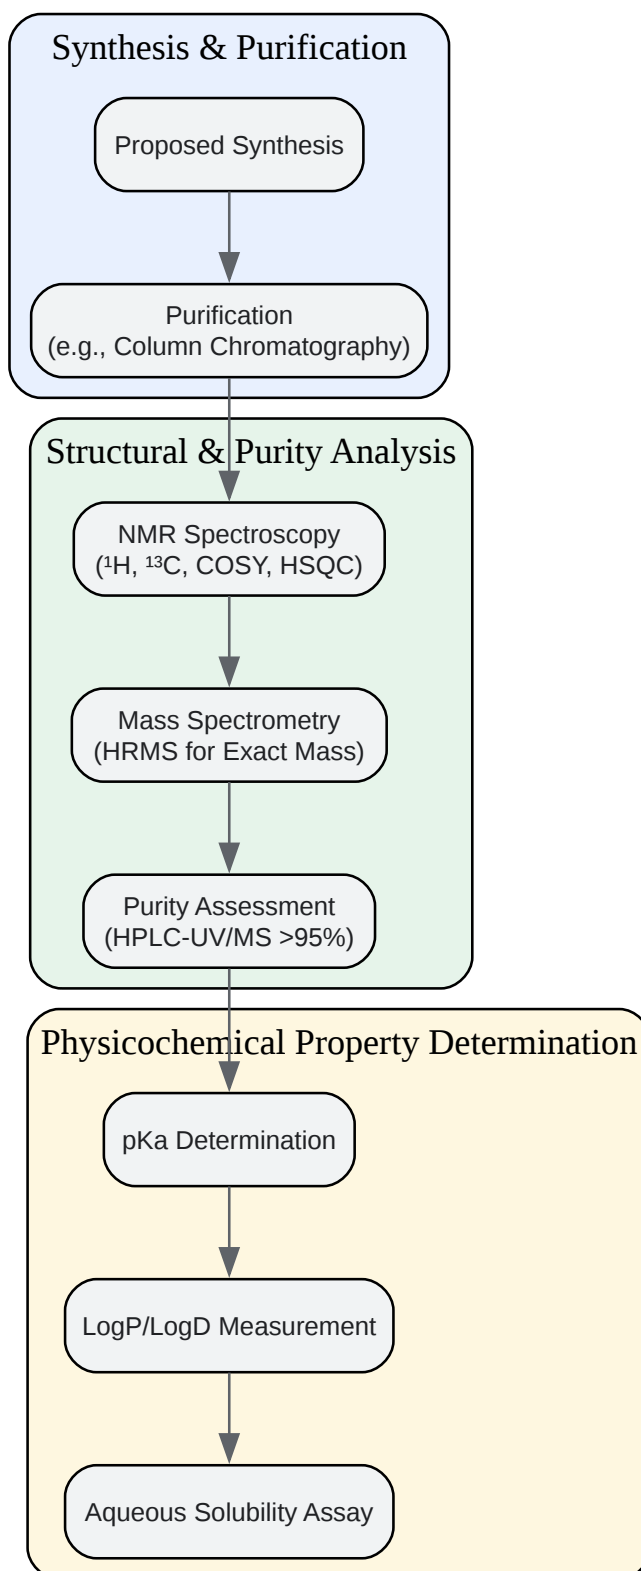 Synthesis & Purification
Proposed Synthesis
Purification
(e.g., Column Chromatography)
Structural & Purity Analysis
NMR Spectroscopy
(¹H, ¹³C, COSY, HSQC)
Mass Spectrometry
(HRMS for Exact Mass)
Purity Assessment
(HPLC-UV/MS >95%)
Physicochemical Property Determination
pKa Determination
LogP/LogD Measurement
Aqueous Solubility Assay